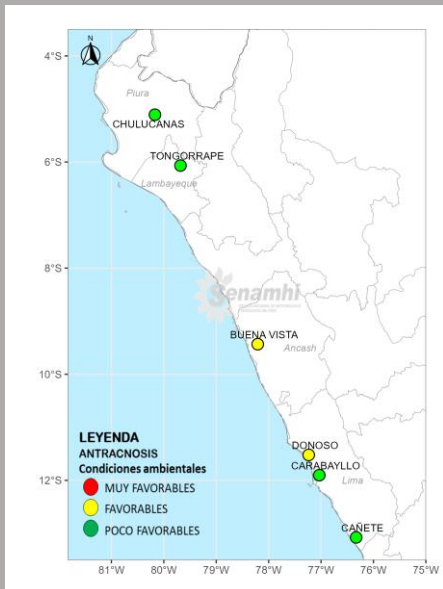 N
4°S
Piura
CHULUCANAS
TONGORRAPE
6°S
Lambayeque
8°S
Senamhi
BUENA VISTA
Ancash
10°S
LEYENDA
ANTRACNOSIS
Condiciones ambientales
MUY FAVORABLES
FAVORABLES
POCO FAVORABLES
DONOSO
CARABAYLLO
Lima
12°S
CAÑETE
81°W
80°W
79°W
78°W
77°W
76°W
75°W